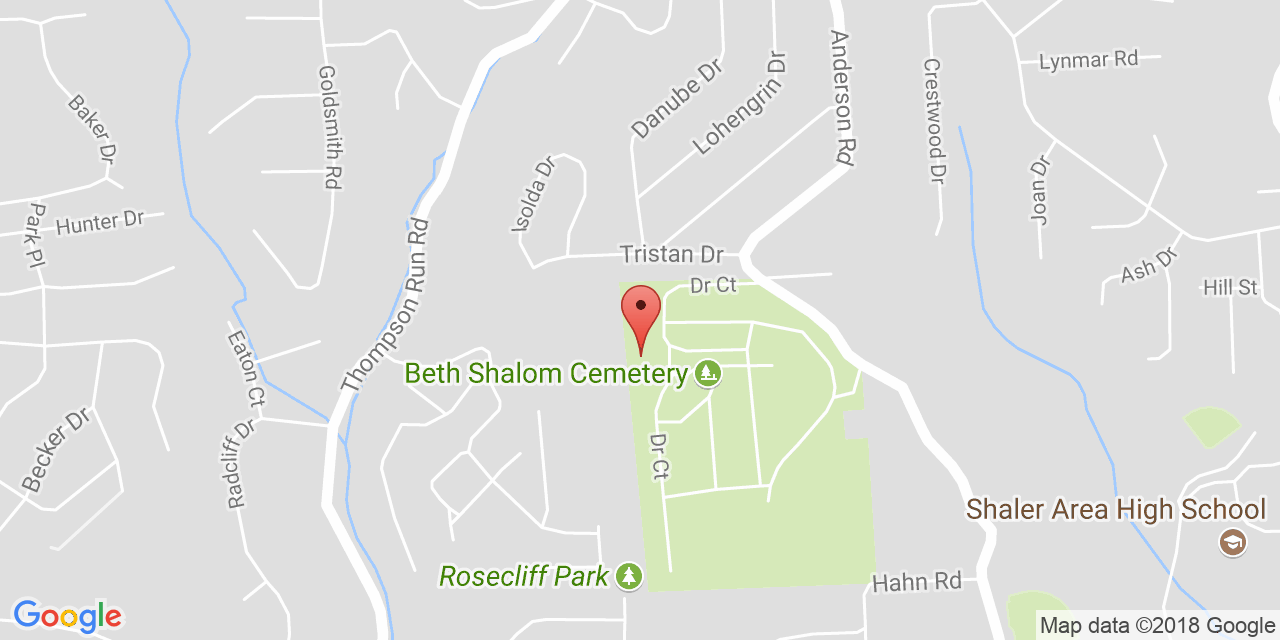 Baker Dr
Goldsmith Rd
Danube Dr
Lohengrin Dr
Anderson Rd
Crestwood Dr
Lynmar Rd
Joan Dr
Isolda Dr
Park Pl
Hunter Dr
Thompson Run Rd
Tristan Dr
Dr Ct
Ash Dr
Hill St
Eaton Ct
Beth Shalom Cemetery
Becker Dr
Radcliff Dr
Dr Ct
Shaler Area High School
Rosecliff Park
Hahn Rd
Google
Map data ©2018 Google